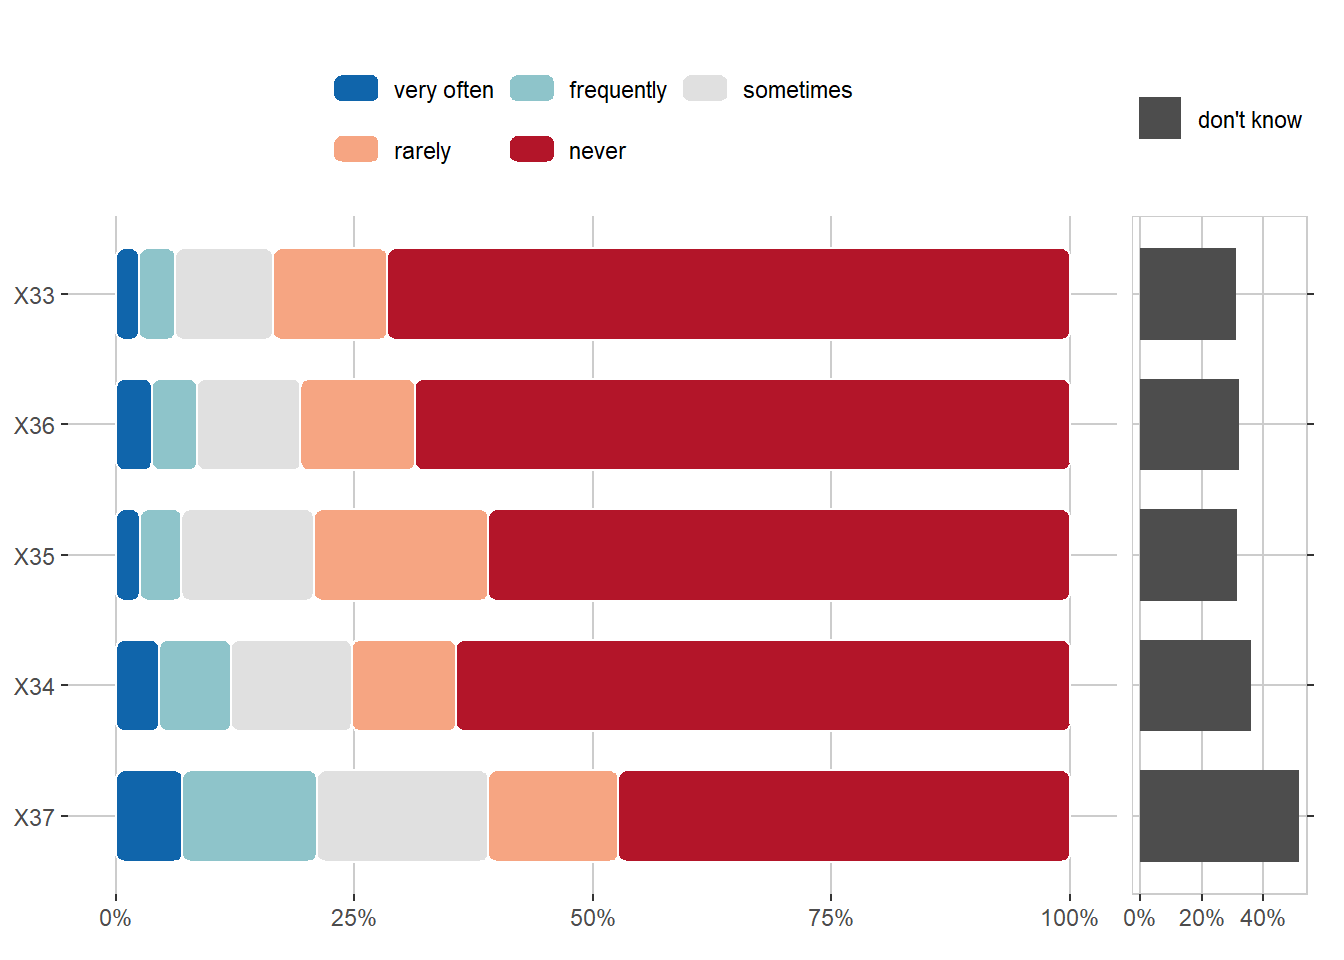 very often frequently sometimes
rarely never
don't know
X33
X36
X35
X34
X37
0% 25% 50% 75% 100%
0% 20% 40%